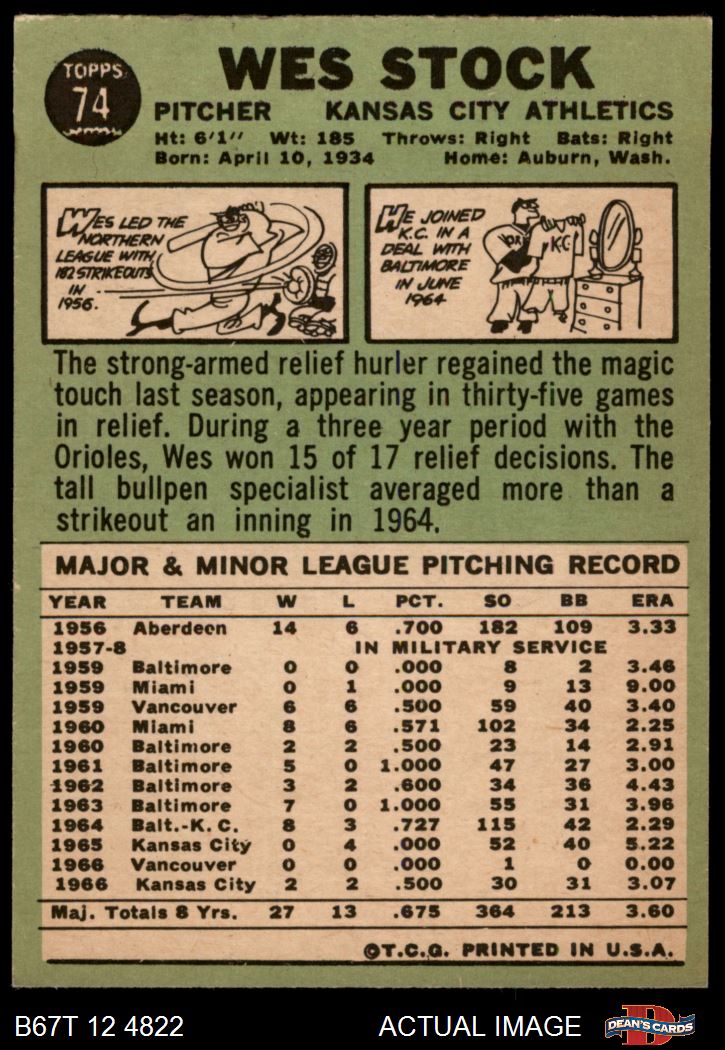 TOPPS
74
WES STOCK
PITCHER KANSAS CITY ATHLETICS
Ht: 6'1" Wt: 185 Throws: Right Bats: Right
Born: April 10, 1934 Home: Auburn, Wash.
WES LED THE
NORTHERN
LEAGUE WITH
182 STRIKEOUTS
IN
1956.
HE JOINED
K.C. IN A
DEAL WITH
BALTIMORE
IN JUNE
1964
K-C
The strong-armed relief hurler regained the magic
touch last season, appearing in thirty-five games
in relief. During a three year period with the
Orioles, Wes won 15 of 17 relief decisions. The
tall bullpen specialist averaged more than a
strikeout an inning in 1964.
MAJOR & MINOR LEAGUE PITCHING RECORD
YEAR TEAM W L PCT. SO BB ERA
1956 Aberdeen 14 6 .700 182 109 3.33
1957-8 IN MILITARY SERVICE
1959 Baltimore 0 0 .000 8 2 3.46
1959 Miami 0 1 .000 9 13 9.00
1959 Vancouver 6 6 .500 59 40 3.40
1960 Miami 8 6 .571 102 34 2.25
1960 Baltimore 2 2 .500 23 14 2.91
1961 Baltimore 5 0 1.000 47 27 3.00
1962 Baltimore 3 2 .600 34 36 4.43
1963 Baltimore 7 0 1.000 55 31 3.96
1964 Balt.-K. C. 8 3 .727 115 42 2.29
1965 Kansas City 0 4 .000 52 40 5.22
1966 Vancouver 0 0 .000 1 0 0.00
1966 Kansas City 2 2 .500 30 31 3.07
Maj. Totals 8 Yrs. 27 13 .675 364 213 3.60
©T.C.G. PRINTED IN U.S.A.
B67T 12 4822 ACTUAL IMAGE
DEAN'S CARDS